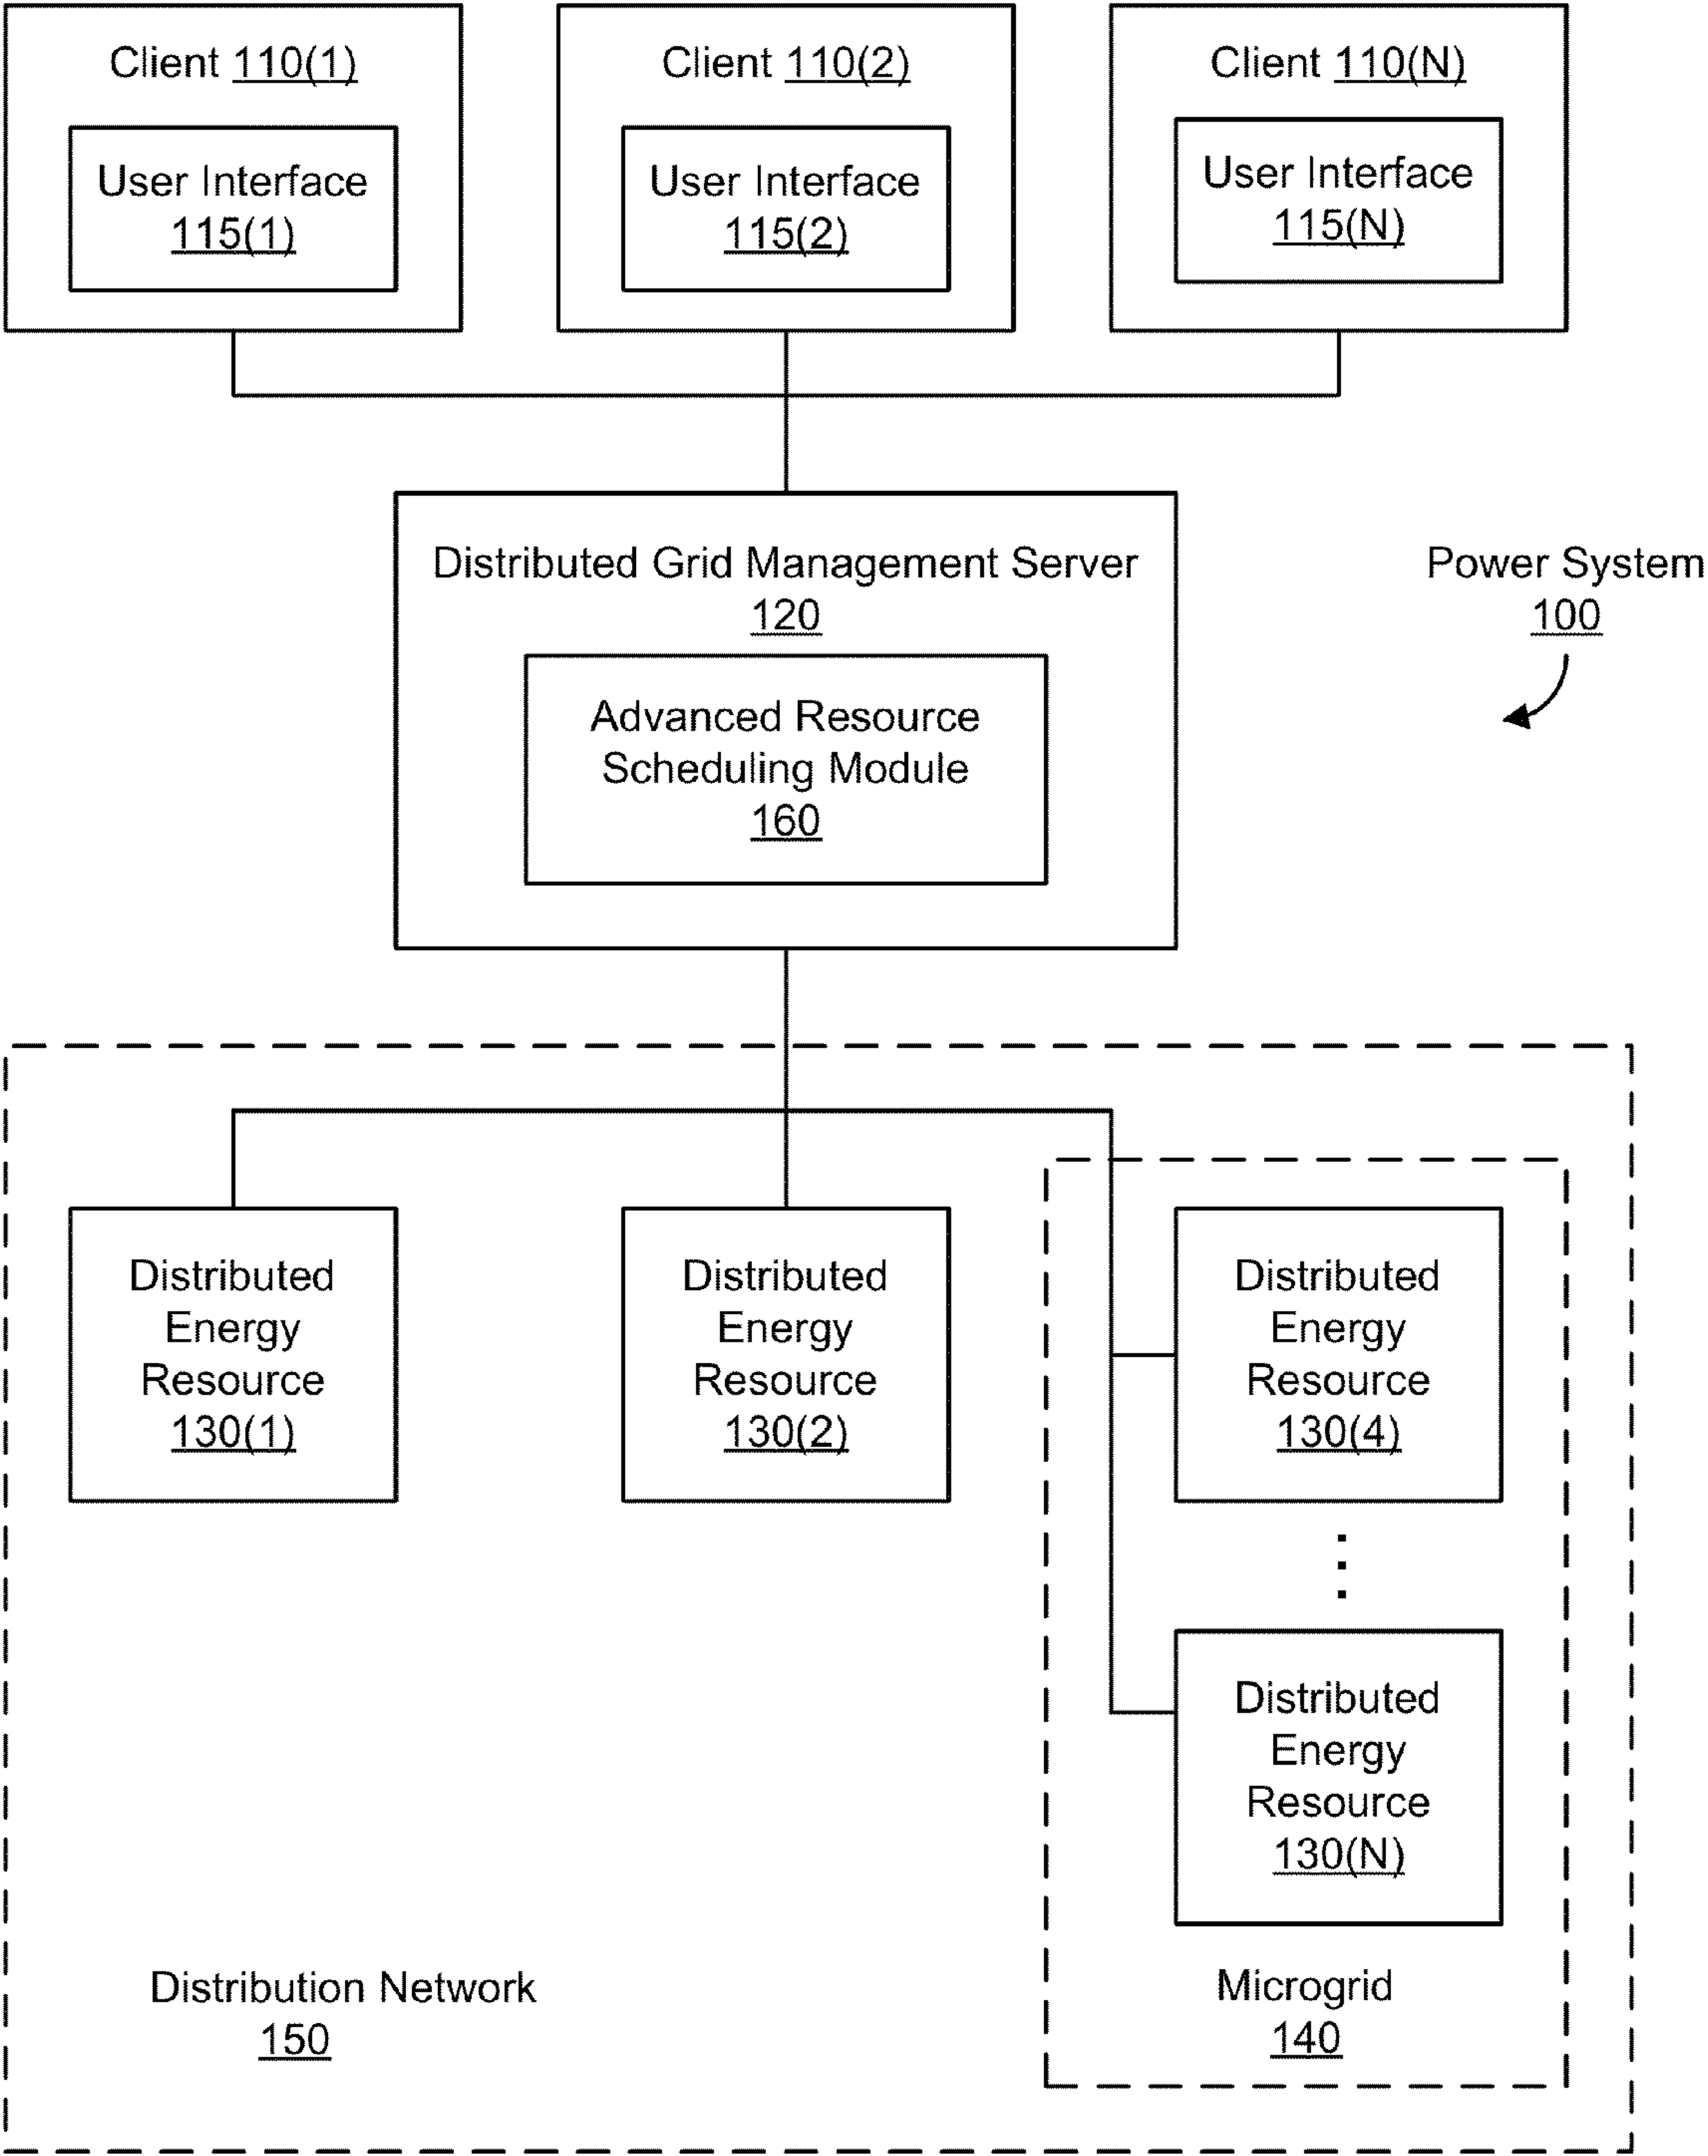 Client 110(1)
User Interface
115(1)
Client 110(2)
User Interface
115(2)
Client 110(N)
User Interface
115(N)
Distributed Grid Management Server
120
Advanced Resource
Scheduling Module
160
Power System
100
Distributed
Energy
Resource
130(1)
Distributed
Energy
Resource
130(2)
Distributed
Energy
Resource
130(4)
Distributed
Energy
Resource
130(N)
Distribution Network
150
Microgrid
140